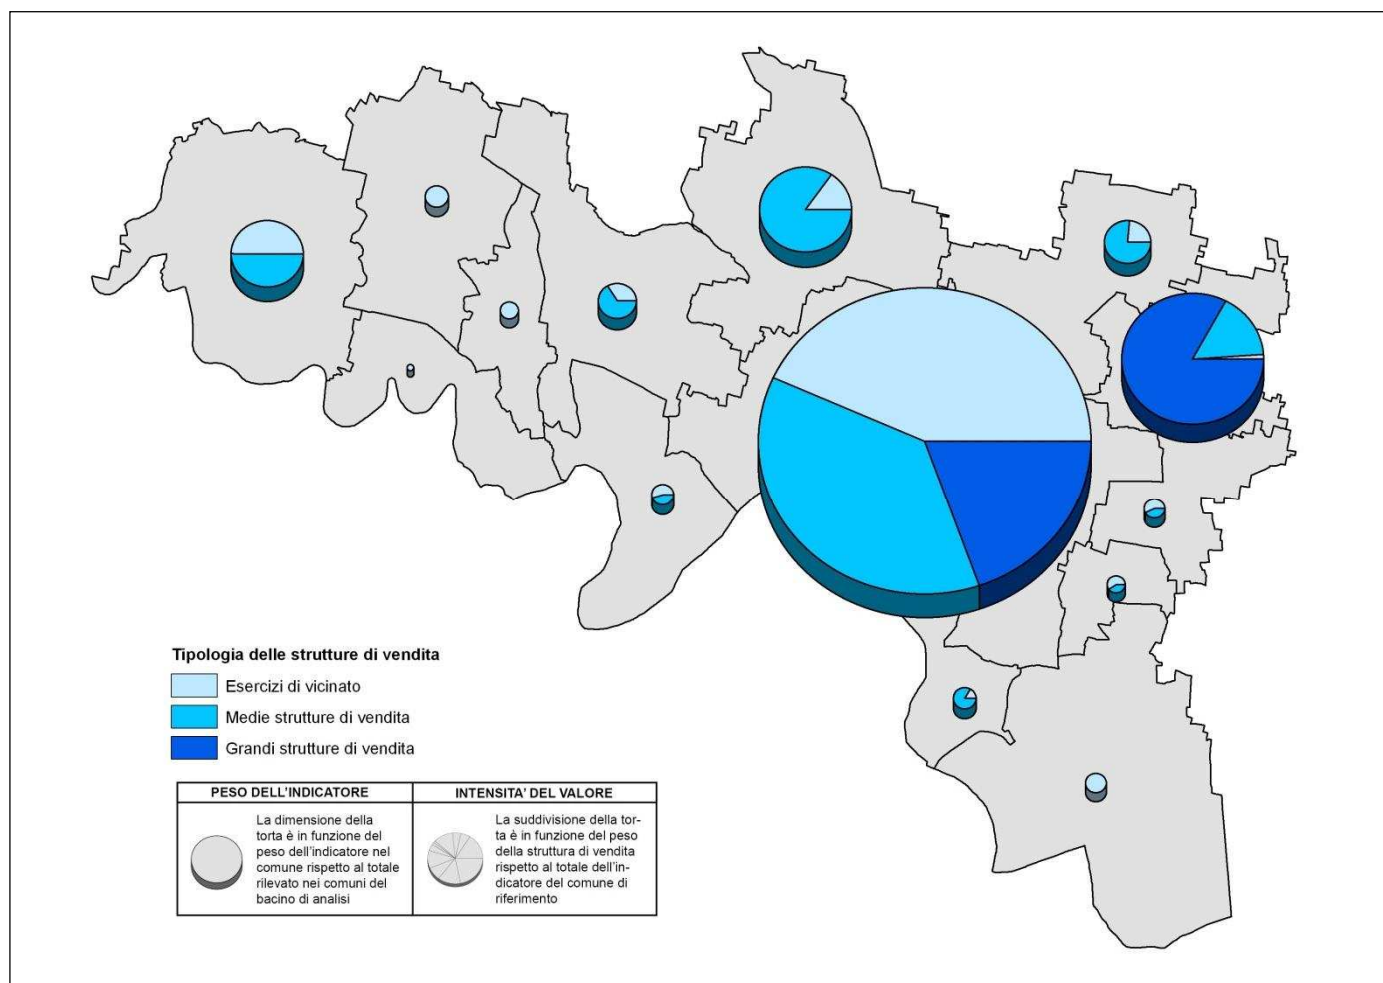 Tipologia delle strutture di vendita
Esercizi di vicinato
Medie strutture di vendita
Grandi strutture di vendita
PESO DELL'INDICATORE
La dimensione della
torta è in funzione del
peso dell'indicatore nel
comune rispetto al totale
rilevato nei comuni del
bacino di analisi
INTENSITA' DEL VALORE
La suddivisione della tor-
ta è in funzione del peso
della struttura di vendita
rispetto al totale dell'in-
dicatore del comune di
riferimento